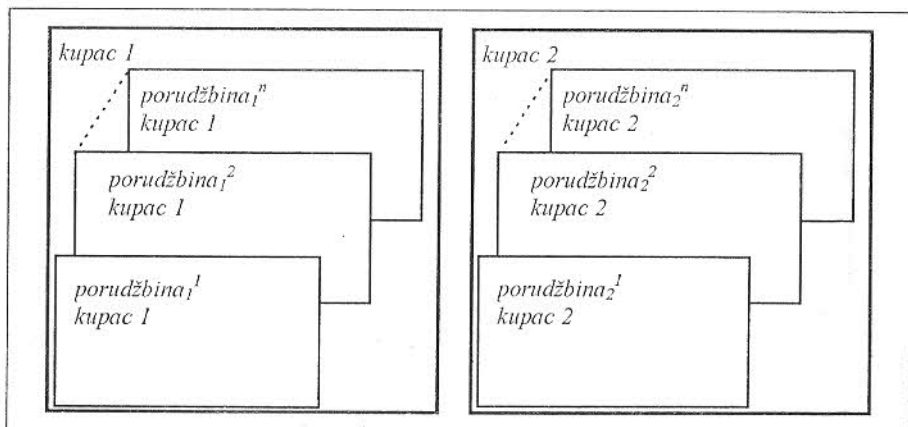 kupac 1
porudžbina₁ⁿ
kupac 1
porudžbina₁²
kupac 1
porudžbina₁¹
kupac 1
kupac 2
porudžbina₂ⁿ
kupac 2
porudžbina₂²
kupac 2
porudžbina₂¹
kupac 2